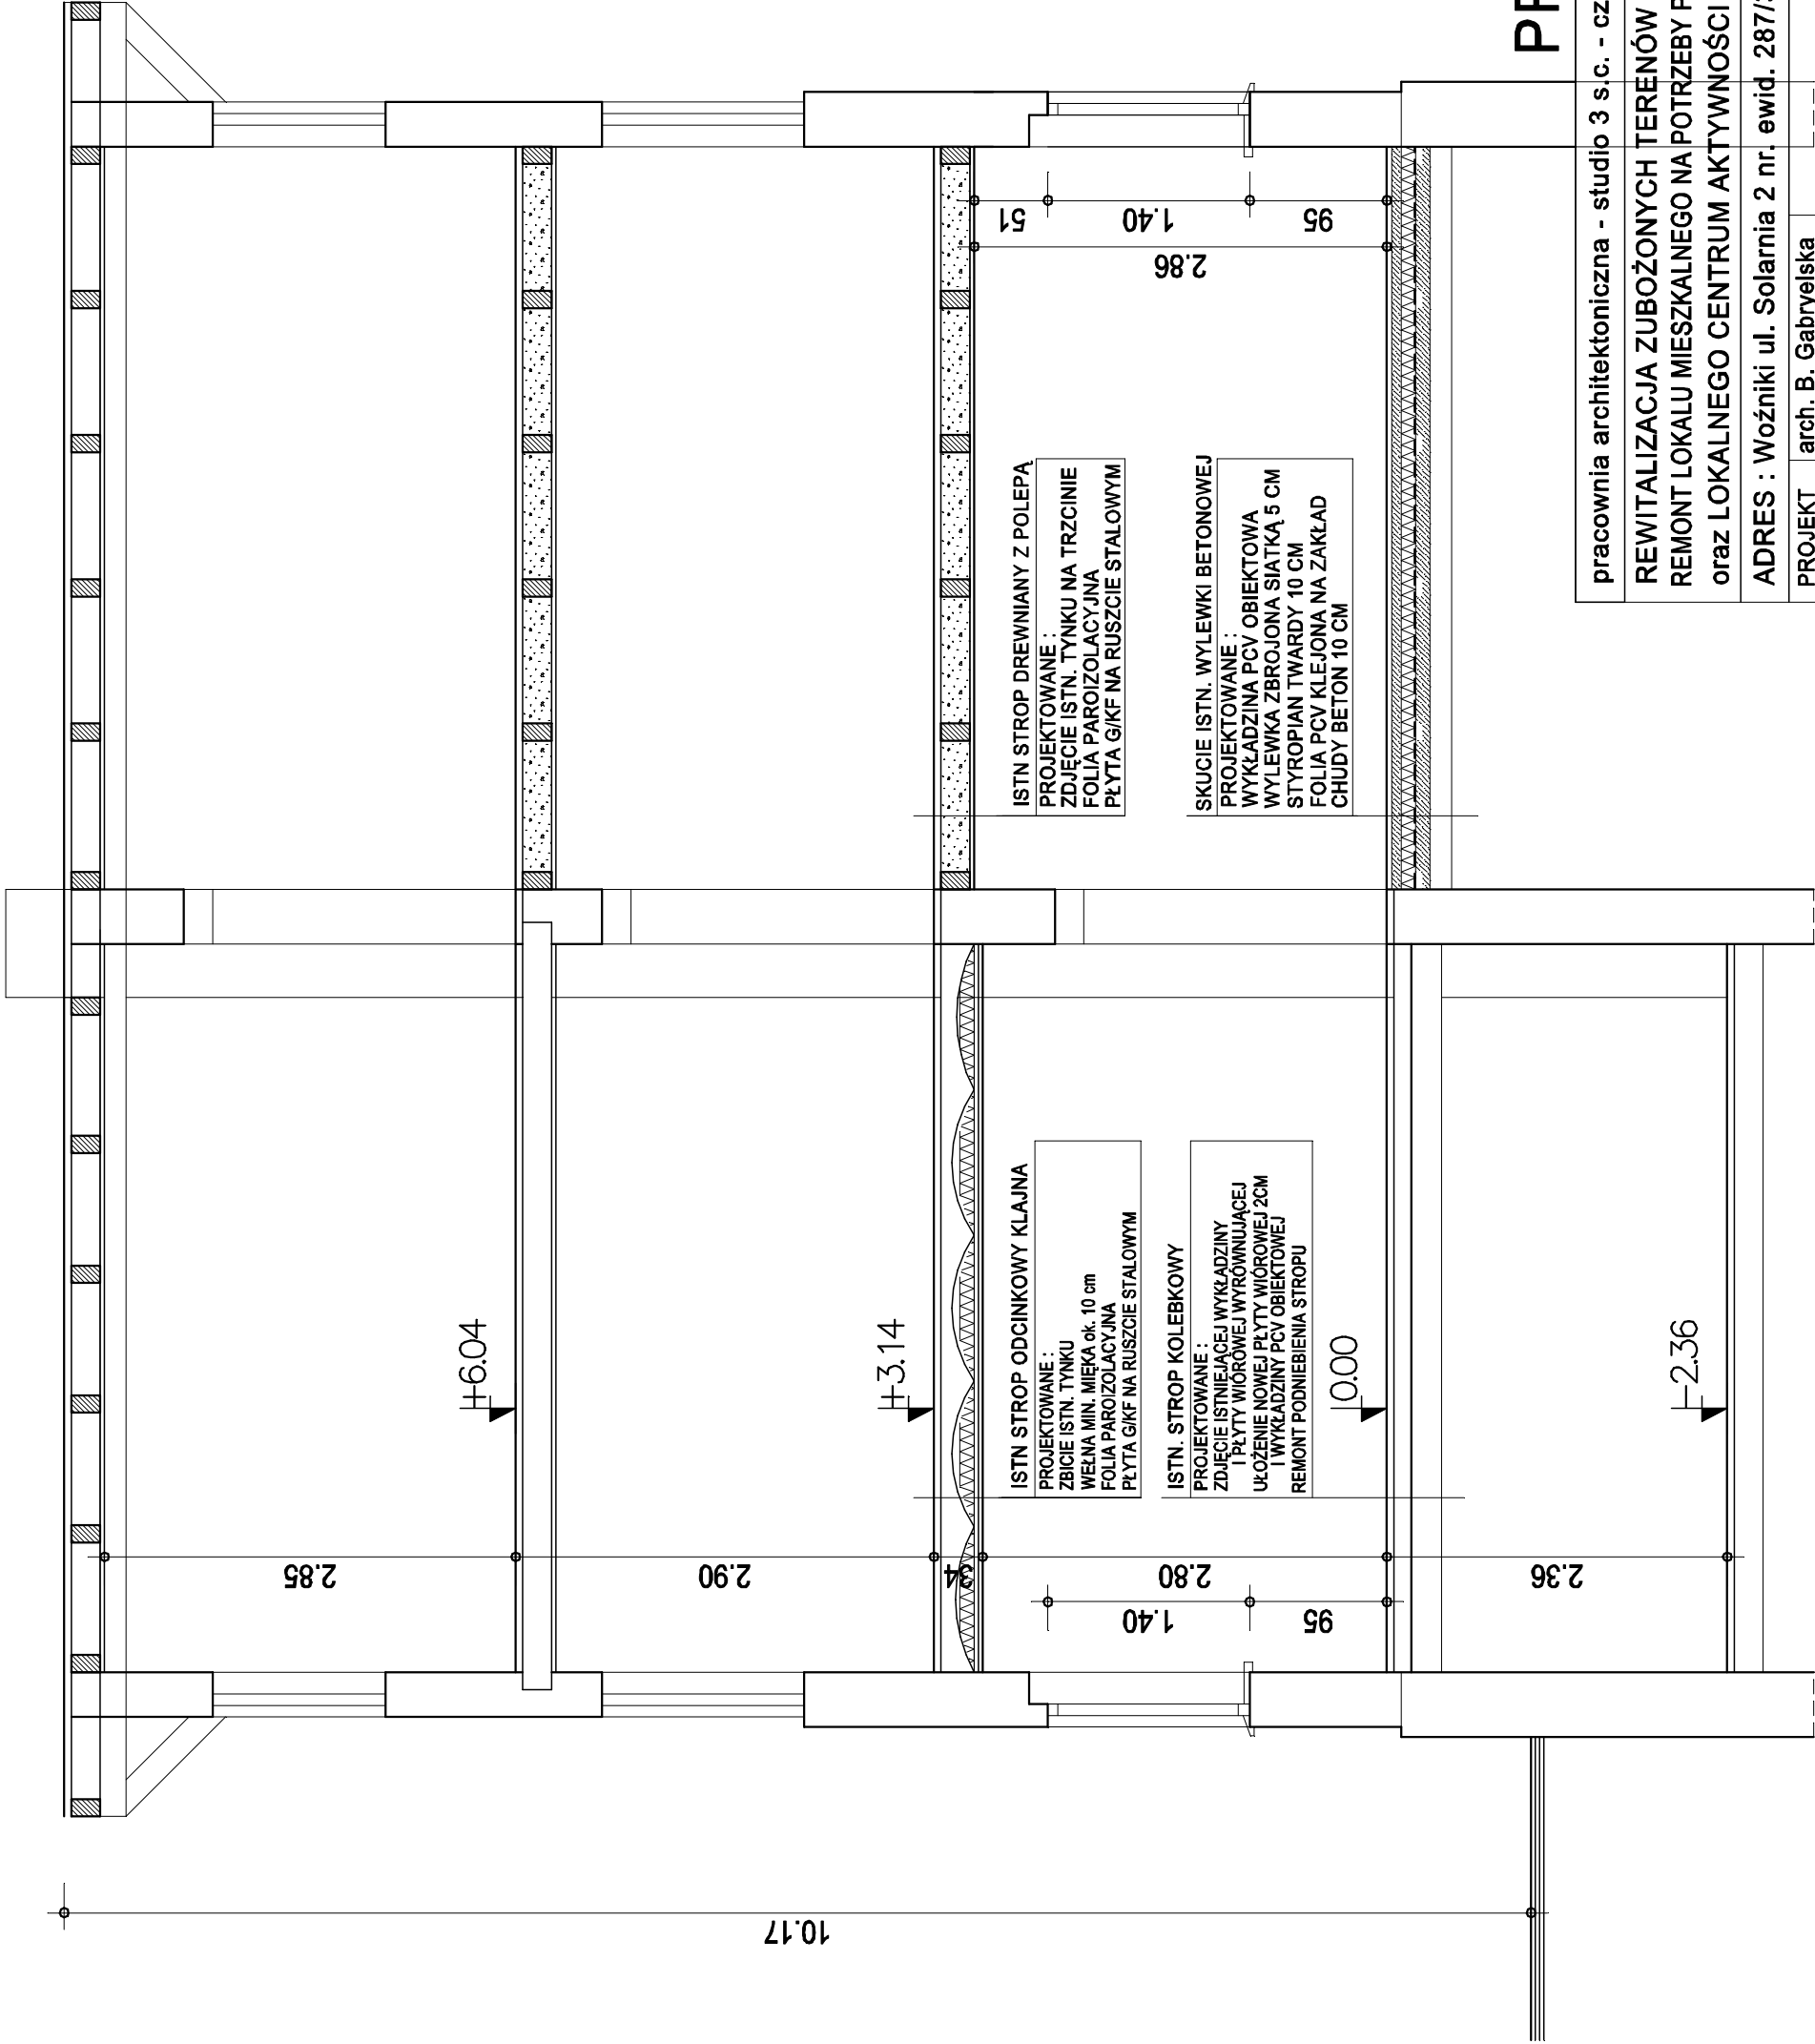 +6.04
+3.14
0.00
-2.36
2.85
2.90
34
2.80
2.36
1.40
95
10.17
51
1.40
95
2.86
ISTN STROP ODCINKOWY KLAJNA
PROJEKTOWANE :
ZBICIE ISTN. TYNKU
WEŁNA MIN. MIĘKA ok. 10 cm
FOLIA PAROIZOLACYJNA
PŁYTA G/KF NA RUSZCIE STALOWYM
ISTN. STROP KOLEBKOWY
PROJEKTOWANE :
ZDJĘCIE ISTNIEJĄCEJ WYKŁADZINY
I PŁYTY WIÓROWEJ WYRÓWNUJĄCEJ
UŁOŻENIE NOWEJ PŁYTY WIÓROWEJ 2CM
I WYKŁADZINY PCV OBIEKTOWEJ
REMONT PODNIEBIENIA STROPU
ISTN STROP DREWNIANY Z POLEPĄ
PROJEKTOWANE :
ZDJĘCIE ISTN. TYNKU NA TRZCINIE
FOLIA PAROIZOLACYJNA
PŁYTA G/KF NA RUSZCIE STALOWYM
SKUCIE ISTN. WYLEWKI BETONOWEJ
PROJEKTOWANE :
WYKŁADZINA PCV OBIEKTOWA
WYLEWKA ZBROJONA SIATKĄ 5 CM
STYROPIAN TWARDY 10 CM
FOLIA PCV KLEJONA NA ZAKŁAD
CHUDY BETON 10 CM
pracownia architektoniczna - studio 3 s.c. - cz
REWITALIZACJA ZUBOŻONYCH TERENÓW
REMONT LOKALU MIESZKALNEGO NA POTRZEBY
oraz LOKALNEGO CENTRUM AKTYWNOŚCI
ADRES : Woźniki ul. Solarnia 2 nr. ewid. 287/
PROJEKT arch. B. Gabryelska